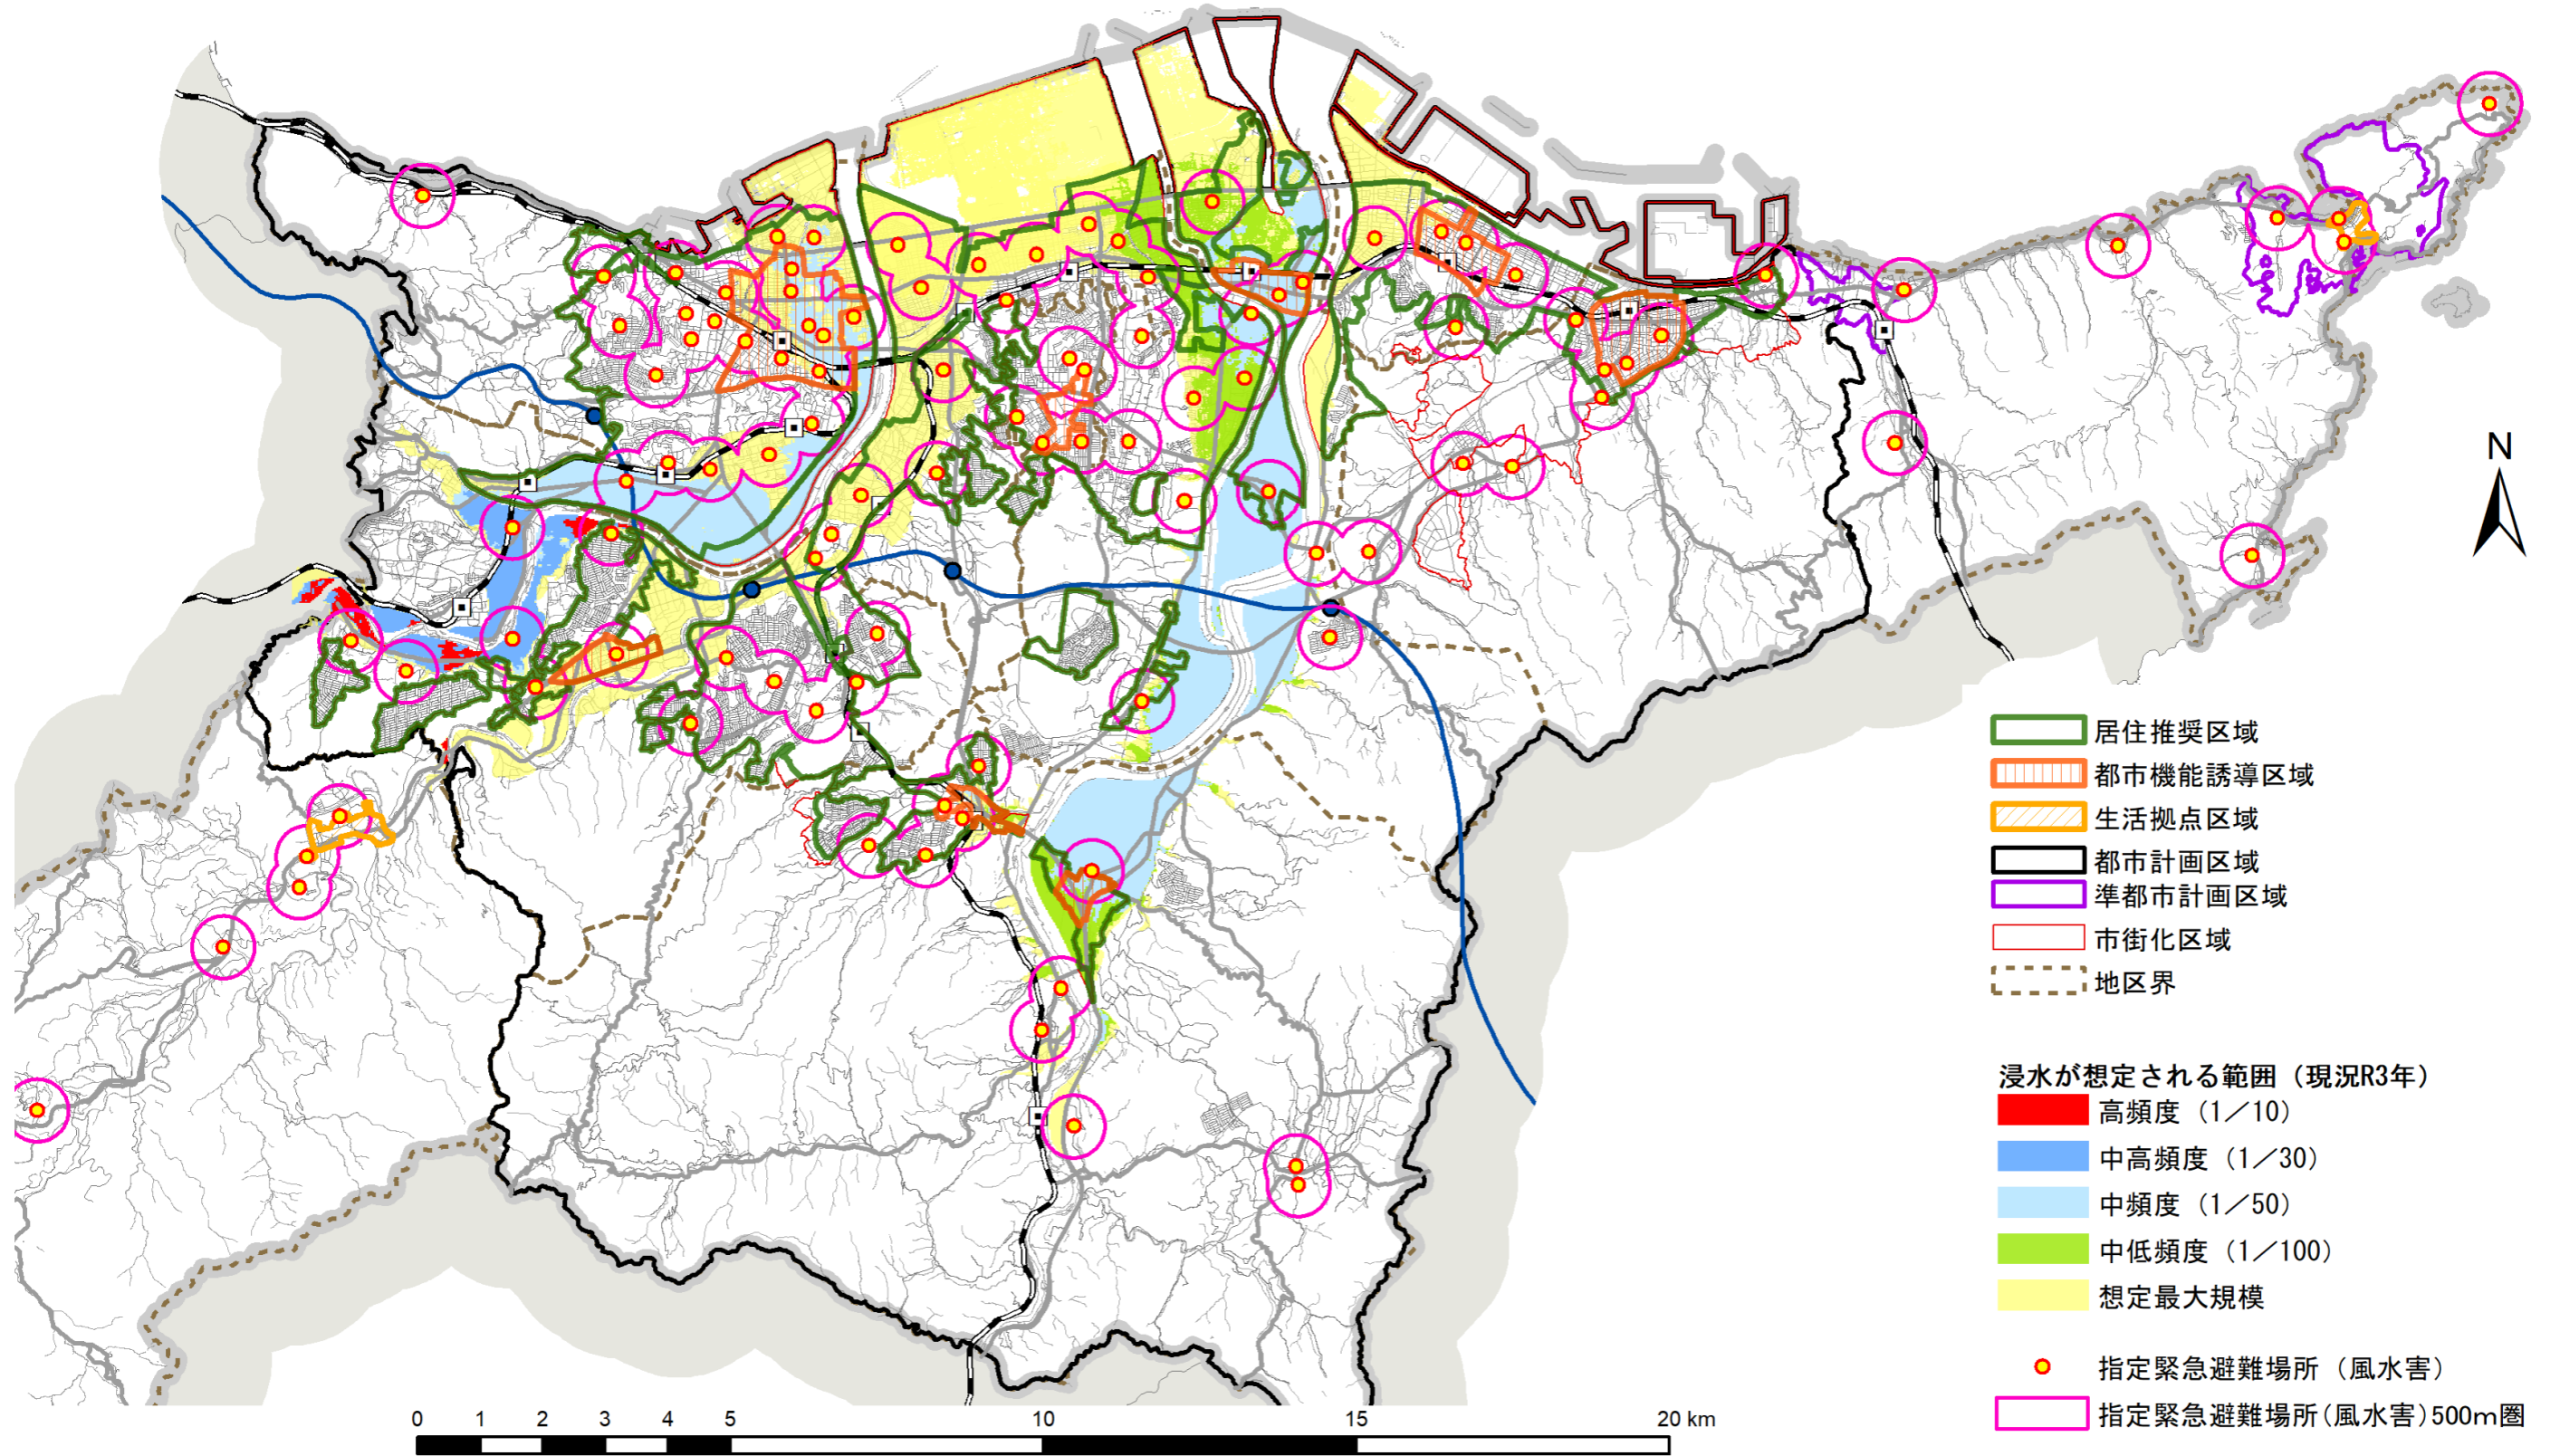 N
居住推奨区域
都市機能誘導区域
生活拠点区域
都市計画区域
準都市計画区域
市街化区域
地区界
浸水が想定される範囲（現況R3年）
高頻度（1／10）
中高頻度（1／30）
中頻度（1／50）
中低頻度（1／100）
想定最大規模
指定緊急避難場所（風水害）
指定緊急避難場所（風水害）500m圏
0 1 2 3 4 5 10 15 20 km